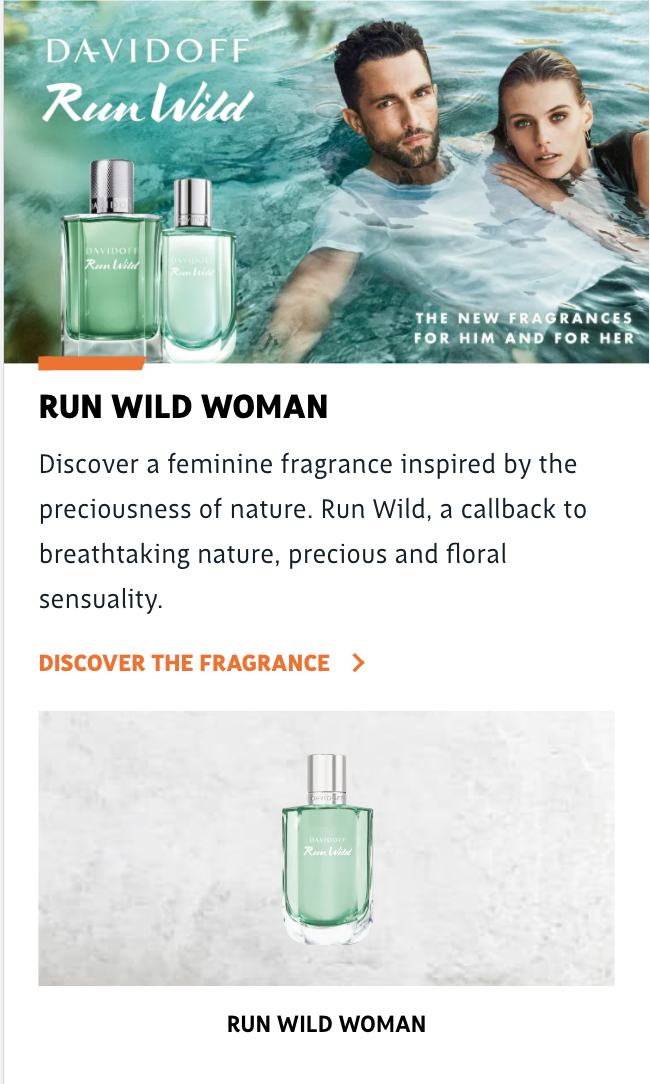 DAVIDOFF
Run Wild
DAVIDOFF
Run Wild
DAVIDOFF
Run Wild
THE NEW FRAGRANCES
FOR HIM AND FOR HER
RUN WILD WOMAN
Discover a feminine fragrance inspired by the
preciousness of nature. Run Wild, a callback to
breathtaking nature, precious and floral
sensuality.
DISCOVER THE FRAGRANCE
DAVIDOFF
Run Wild
RUN WILD WOMAN